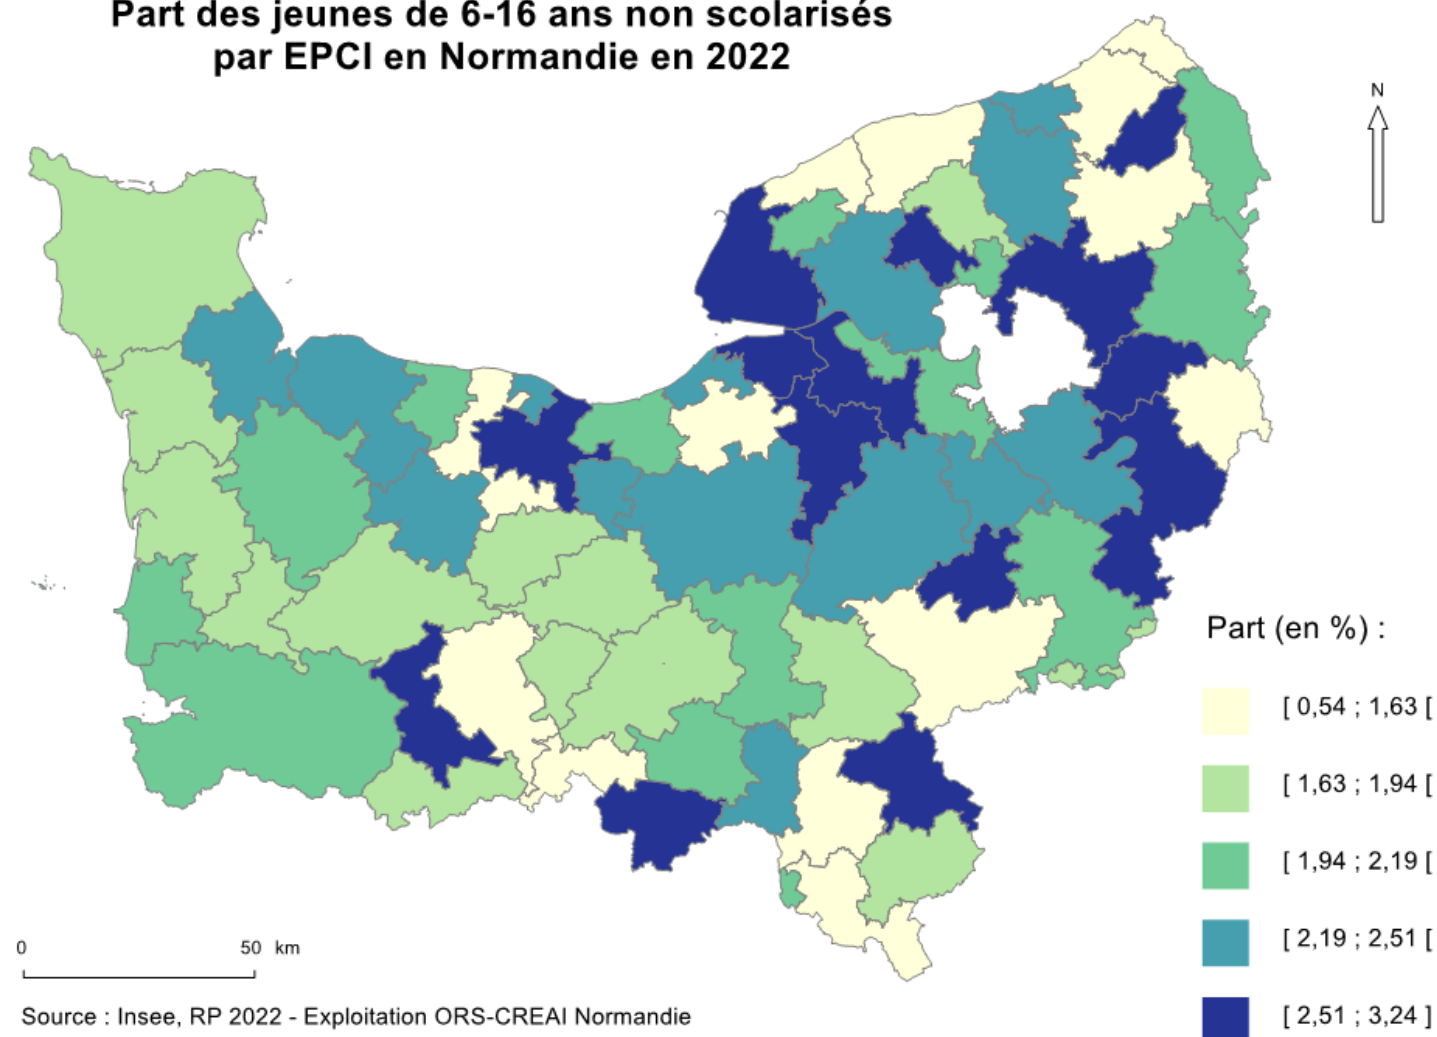 Part des jeunes de 6-16 ans non scolarisés
par EPCI en Normandie en 2022
N
Part (en %) :
[ 0,54 ; 1,63 [
[ 1,63 ; 1,94 [
[ 1,94 ; 2,19 [
[ 2,19 ; 2,51 [
[ 2,51 ; 3,24 ]
0 50 km
Source : Insee, RP 2022 - Exploitation ORS-CREAI Normandie